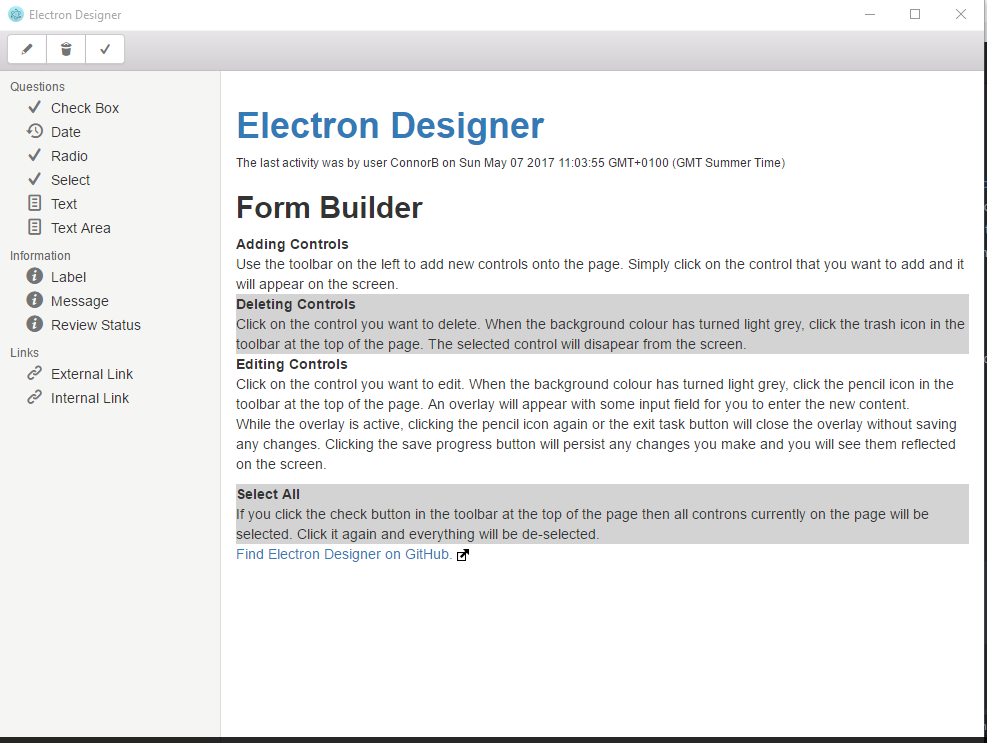 Electron Designer
Questions
Check Box
Date
Radio
Select
Text
Text Area
Information
Label
Message
Review Status
Links
External Link
Internal Link
Electron Designer
The last activity was by user ConnorB on Sun May 07 2017 11:03:55 GMT+0100 (GMT Summer Time)
Form Builder
Adding Controls
Use the toolbar on the left to add new controls onto the page. Simply click on the control that you want to add and it
will appear on the screen.
Deleting Controls
Click on the control you want to delete. When the background colour has turned light grey, click the trash icon in the
toolbar at the top of the page. The selected control will disapear from the screen.
Editing Controls
Click on the control you want to edit. When the background colour has turned light grey, click the pencil icon in the
toolbar at the top of the page. An overlay will appear with some input field for you to enter the new content.
While the overlay is active, clicking the pencil icon again or the exit task button will close the overlay without saving
any changes. Clicking the save progress button will persist any changes you make and you will see them reflected
on the screen.
Select All
If you click the check button in the toolbar at the top of the page then all controns currently on the page will be
selected. Click it again and everything will be de-selected.
Find Electron Designer on GitHub.